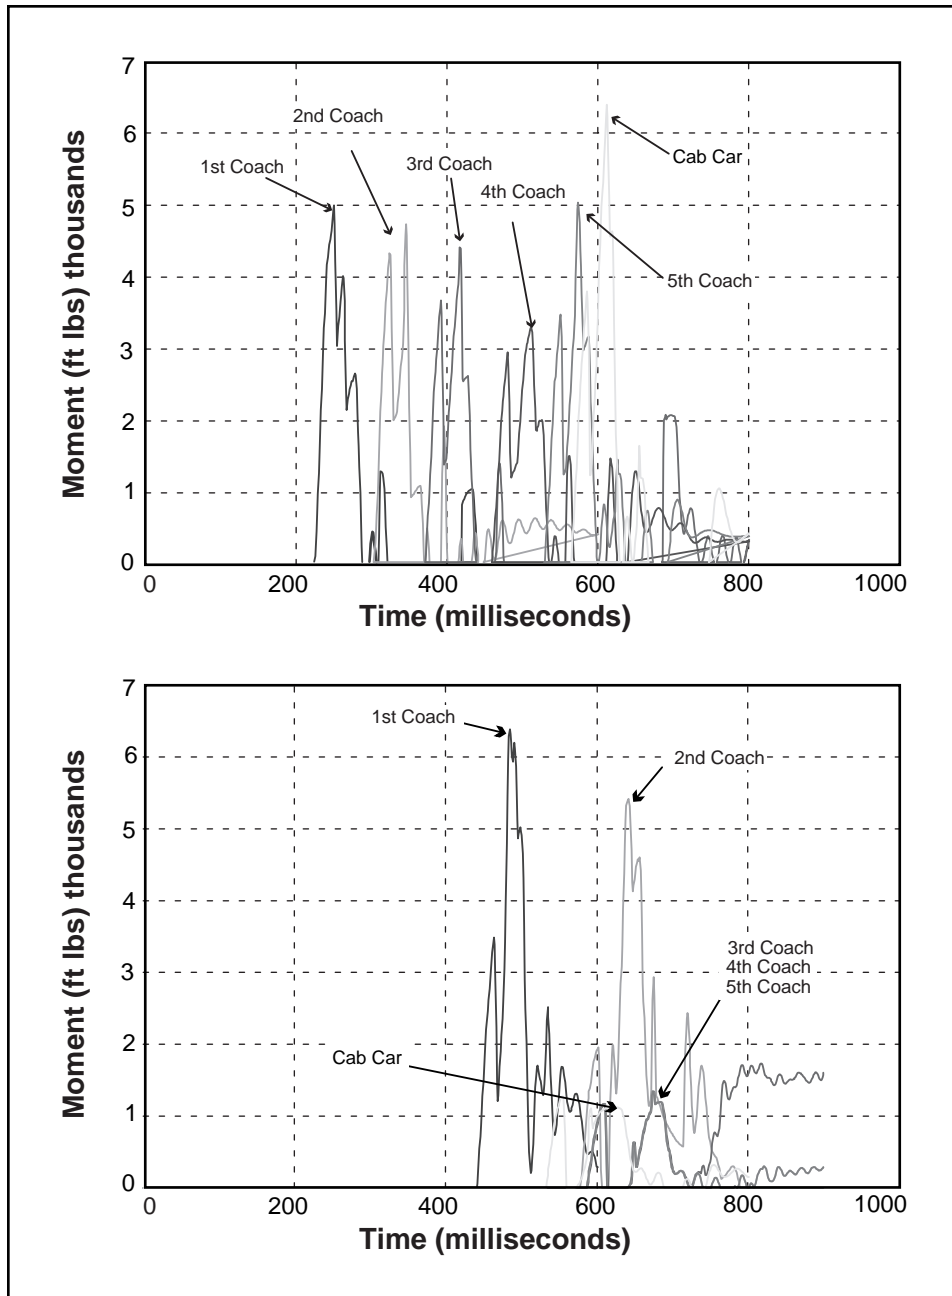 7
6
5
4
3
2
1
0
Moment (ft lbs) thousands
1st Coach
2nd Coach
3rd Coach
4th Coach
Cab Car
5th Coach
0 200 400 600 800 1000
Time (milliseconds)
7
6
5
4
3
2
1
0
Moment (ft lbs) thousands
1st Coach
2nd Coach
3rd Coach
4th Coach
5th Coach
Cab Car
0 200 400 600 800 1000
Time (milliseconds)